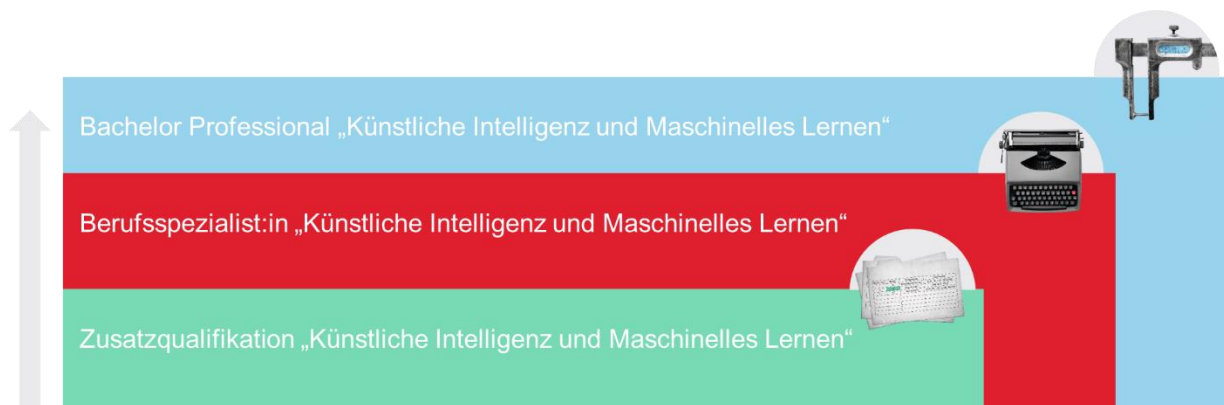 Bachelor Professional „Künstliche Intelligenz und Maschinelles Lernen“
Berufsspezialist:in „Künstliche Intelligenz und Maschinelles Lernen“
Zusatzqualifikation „Künstliche Intelligenz und Maschinelles Lernen“